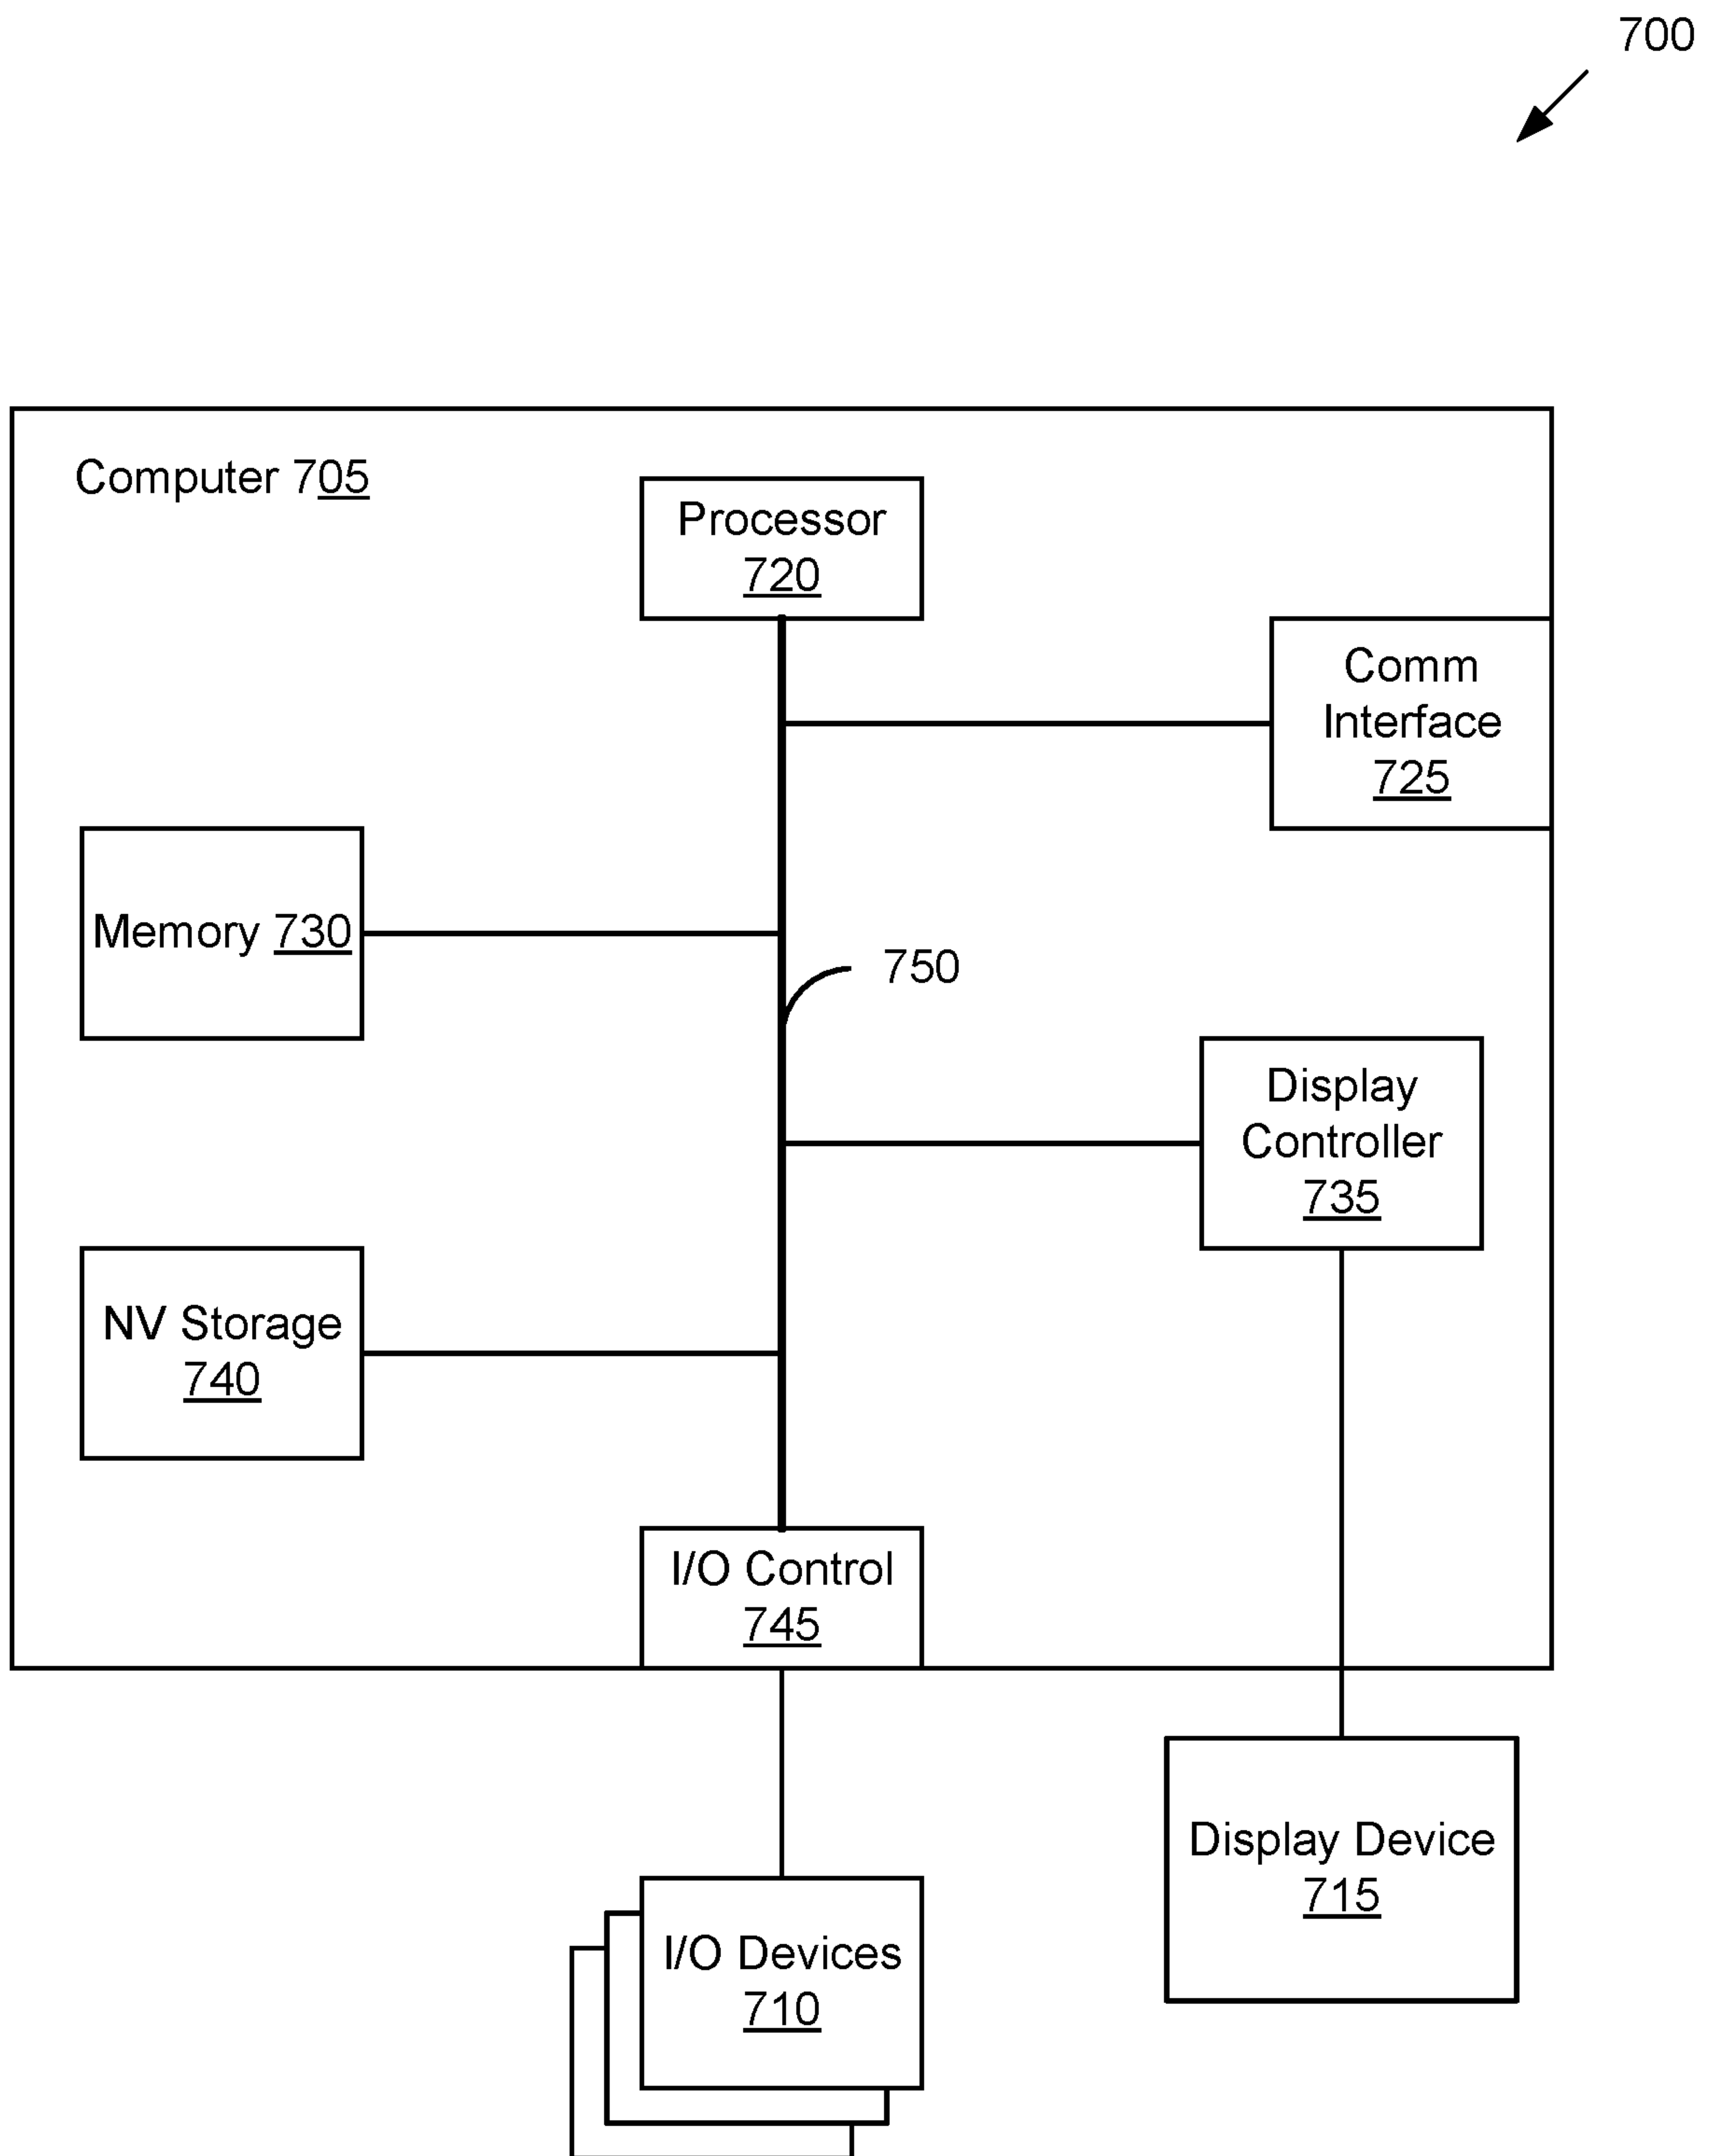 700
Computer 705
Processor
720
Comm
Interface
725
Memory 730
750
Display
Controller
735
NV Storage
740
I/O Control
745
Display Device
715
I/O Devices
710